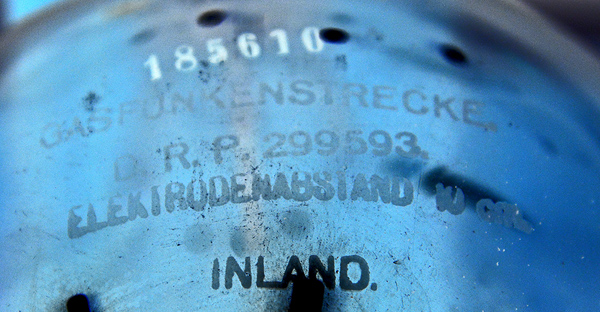 185610
GASFUNKENSTRECKE.
D. R. P. 299593.
ELEKTRODENABSTAND 10 cm.
INLAND.